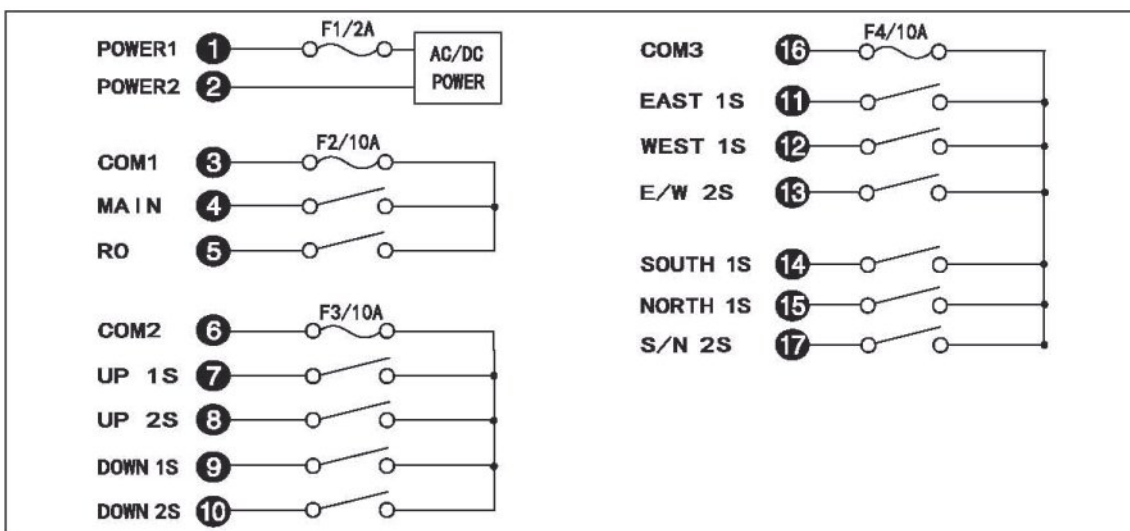 POWER1 1 F1/2A AC/DC
POWER2 2 POWER
COM1 3 F2/10A
MAIN 4
RO 5
COM2 6 F3/10A
UP 1S 7
UP 2S 8
DOWN 1S 9
DOWN 2S 10
COM3 16 F4/10A
EAST 1S 11
WEST 1S 12
E/W 2S 13
SOUTH 1S 14
NORTH 1S 15
S/N 2S 17